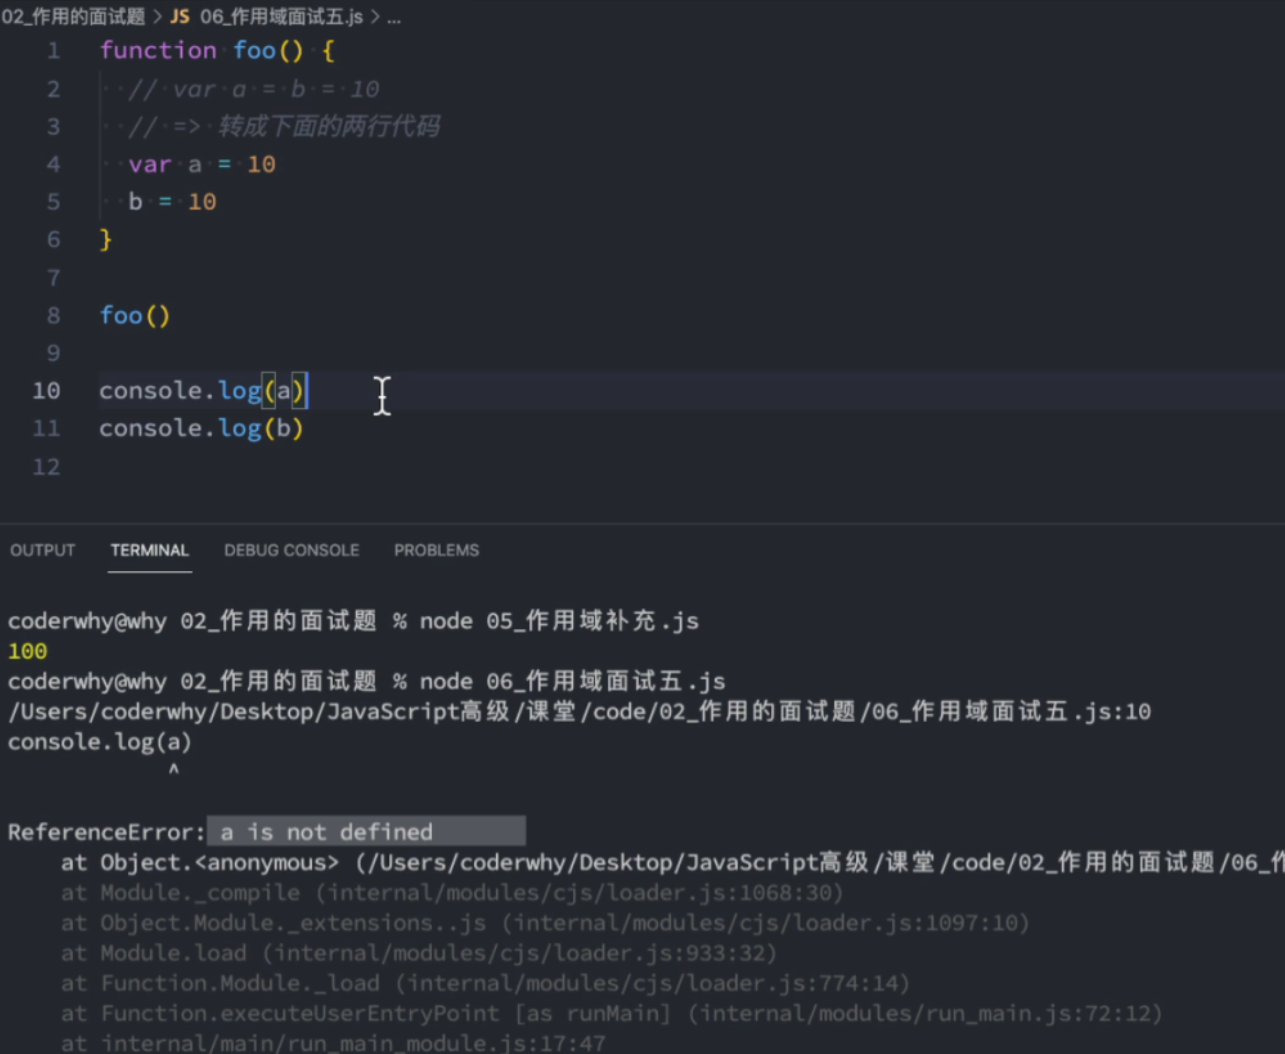 02_作用的面试题 > JS 06_作用域面试五.js > ...
1 function foo() {
2 // var a = b = 10
3 // => 转成下面的两行代码
4 var a = 10
5 b = 10
6 }
7
8 foo()
9
10 console.log(a)
11 console.log(b)
12
OUTPUT TERMINAL DEBUG CONSOLE PROBLEMS
coderwhy@why 02_作用的面试题 % node 05_作用域补充.js
100
coderwhy@why 02_作用的面试题 % node 06_作用域面试五.js
/Users/coderwhy/Desktop/JavaScript高级/课堂/code/02_作用的面试题/06_作用域面试五.js:10
console.log(a)
^
ReferenceError: a is not defined
at Object.<anonymous> (/Users/coderwhy/Desktop/JavaScript高级/课堂/code/02_作用的面试题/06_作
at Module._compile (internal/modules/cjs/loader.js:1068:30)
at Object.Module._extensions..js (internal/modules/cjs/loader.js:1097:10)
at Module.load (internal/modules/cjs/loader.js:933:32)
at Function.Module._load (internal/modules/cjs/loader.js:774:14)
at Function.executeUserEntryPoint [as runMain] (internal/modules/run_main.js:72:12)
at internal/main/run_main_module.js:17:47